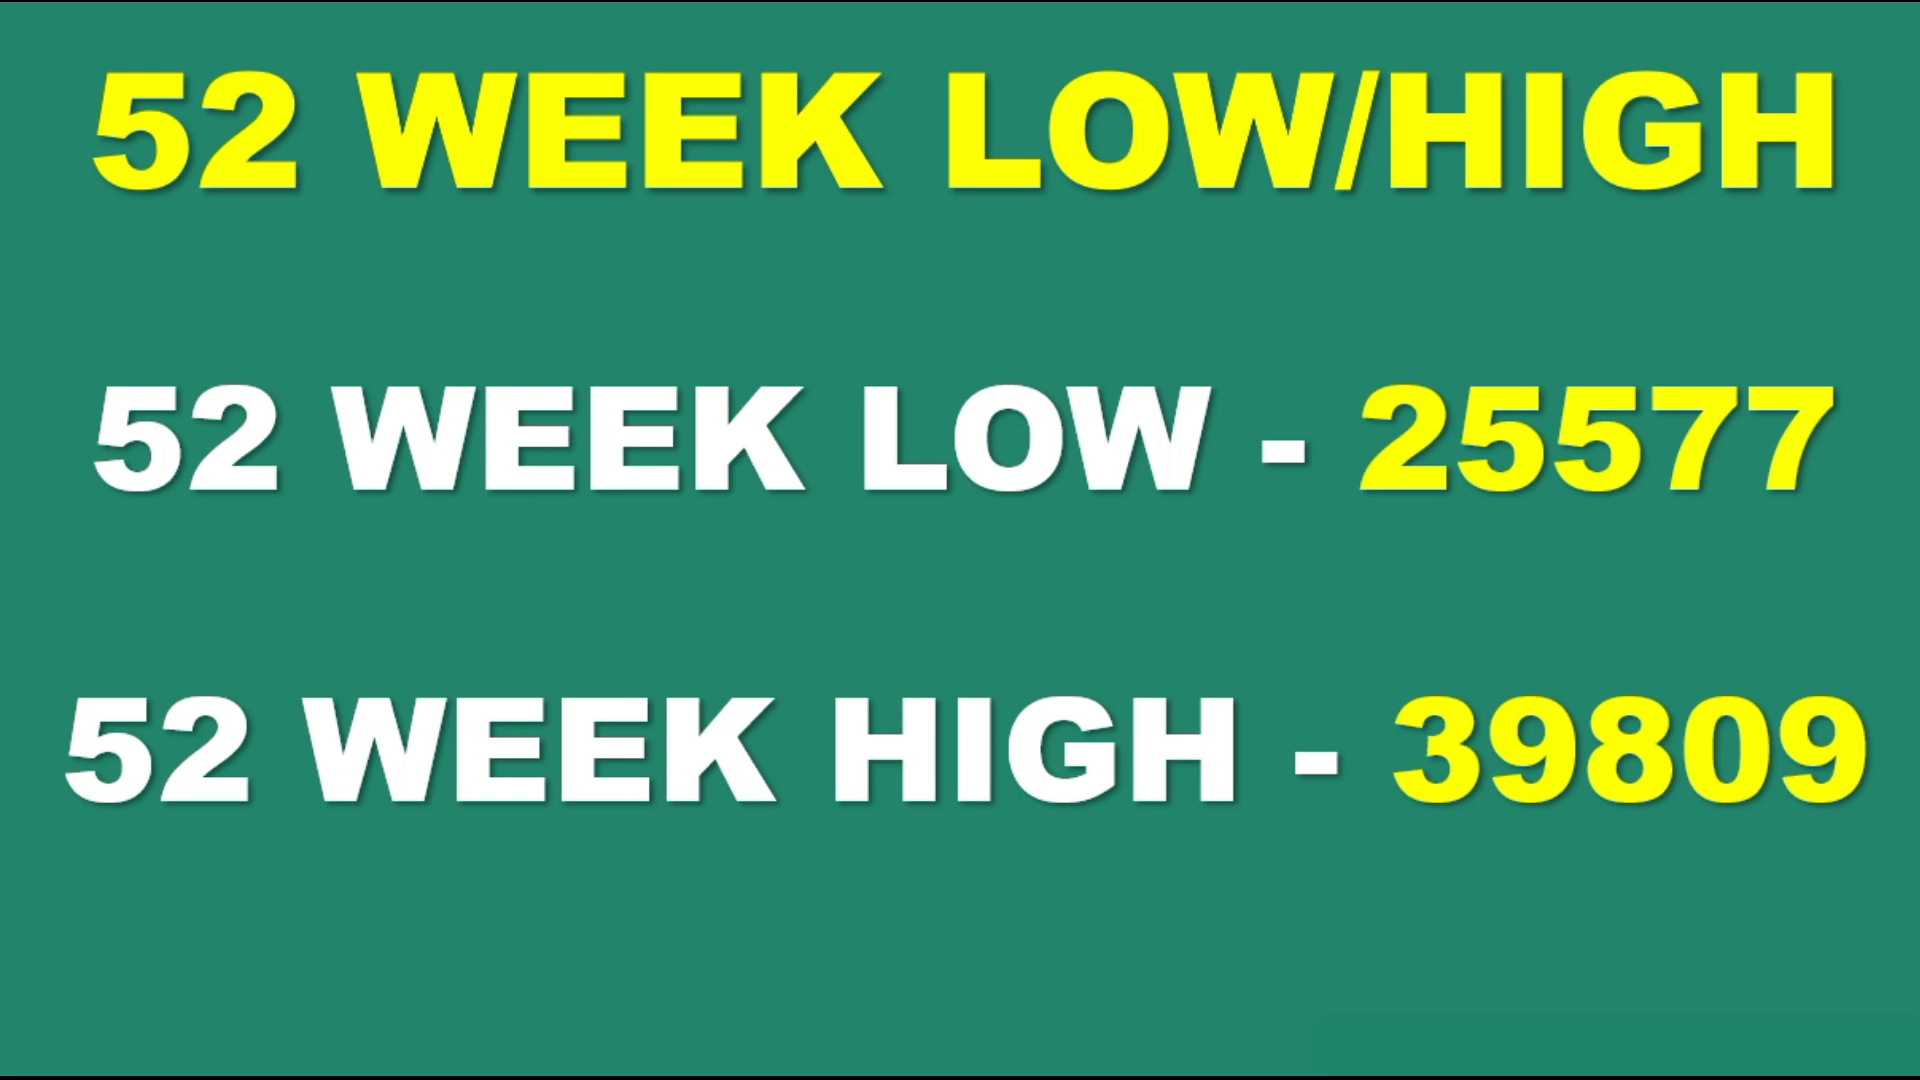 52 WEEK LOW/HIGH
52 WEEK LOW - 25577
52 WEEK HIGH - 39809